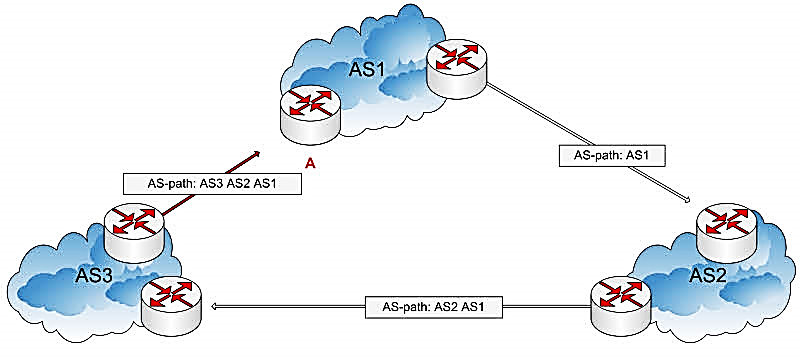 AS1
AS-path: AS1
A
AS-path: AS3 AS2 AS1
AS3
AS2
AS-path: AS2 AS1